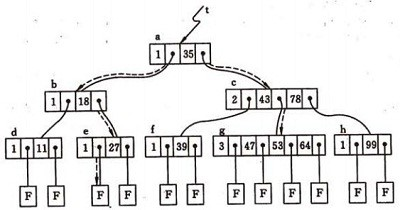 t
a
1 35
b c
1 18 2 43 78
d e f g h
1 11 1 27 1 39 3 47 53 64 1 99
F F F F F F F F F F F F